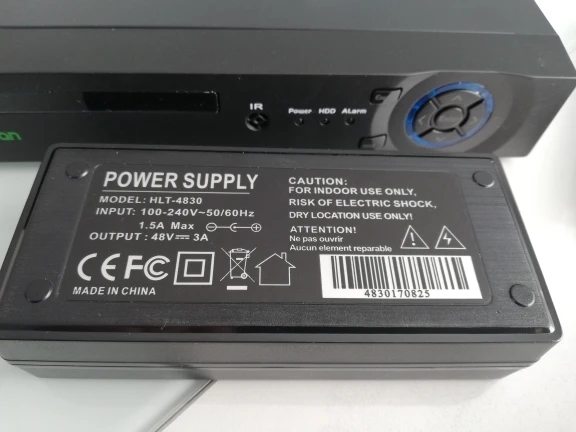 IR
Power HDD ALarm
an
POWER SUPPLY
MODEL: HLT-4830
INPUT: 100-240V~50/60Hz
1.5A Max
OUTPUT : 48V⎓3A
CE FC
MADE IN CHINA
CAUTION:
FOR INDOOR USE ONLY,
RISK OF ELECTRIC SHOCK,
DRY LOCATION USE ONLY!
ATTENTION!
Ne pas ouvrir
Aucun element reparable
4830170825